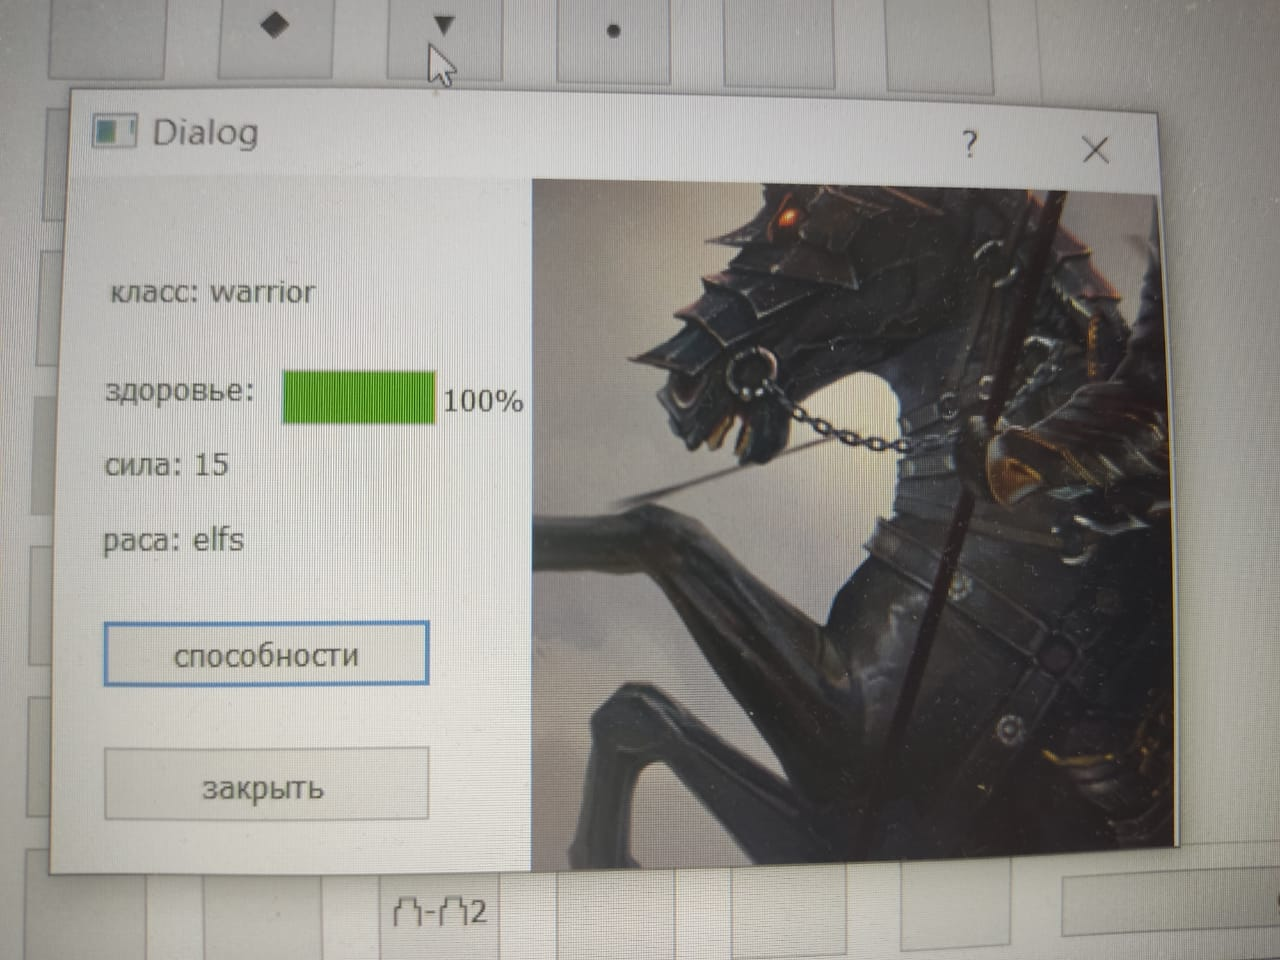 Dialog
?
класс: warrior
здоровье: 100%
сила: 15
раса: elfs
способности
закрыть